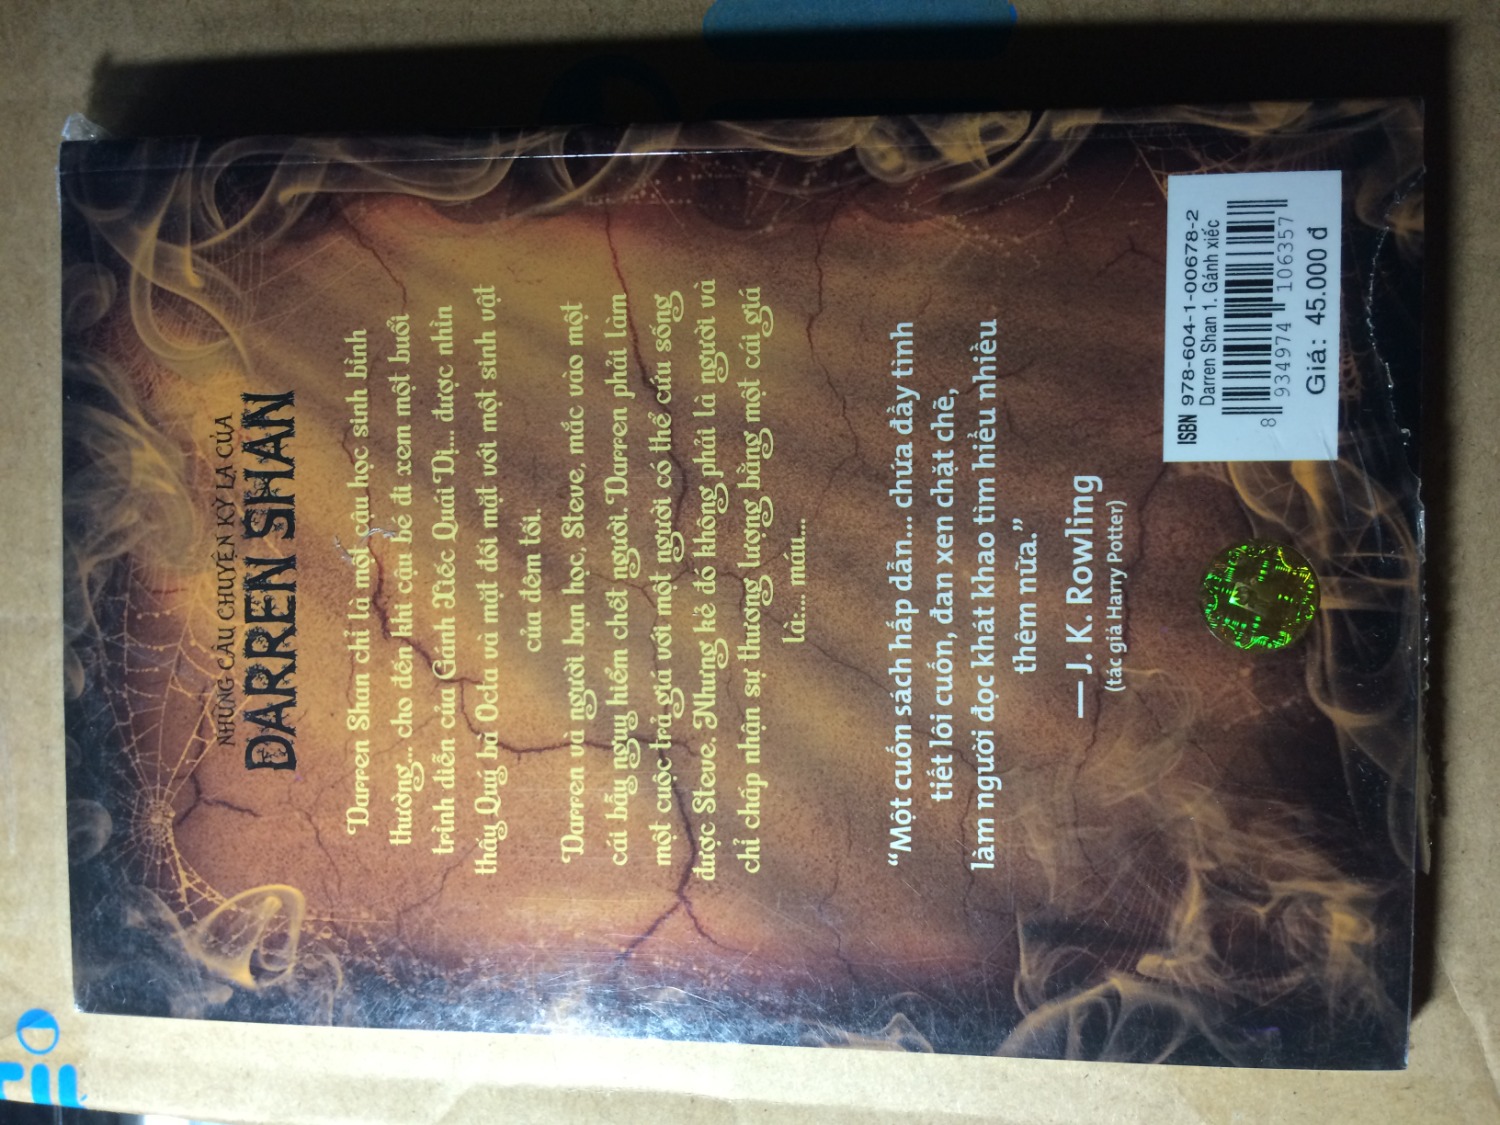 NHỮNG CÂU CHUYỆN KỲ LẠ CỦA
DARREN SHAN
Darren Shan chỉ là một cậu học sinh bình
thường... cho đến khi cậu bé đi xem một buổi
trình diễn của Gánh Xiếc Quái Dị... được nhìn
thấy Quý bà Octa và mặt đối mặt với một sinh vật
của đêm tối.
Darren và người bạn học, Steve, mắc vào một
cái bẫy nguy hiểm chết người. Darren phải làm
một cuộc trả giá với một người có thể cứu sống
được Steve. Nhưng kẻ đó không phải là người và
chỉ chấp nhận sự thương lượng bằng một cái giá
là... máu...
“Một cuốn sách hấp dẫn... chứa đầy tình
tiết lôi cuốn, đan xen chặt chẽ,
làm người đọc khát khao tìm hiểu nhiều
thêm nữa.”
— J. K. Rowling
(tác giả Harry Potter)
ISBN 978-604-1-00678-2
Darren Shan 1. Gánh xiếc
8 934974 106357
Giá: 45.000 đ